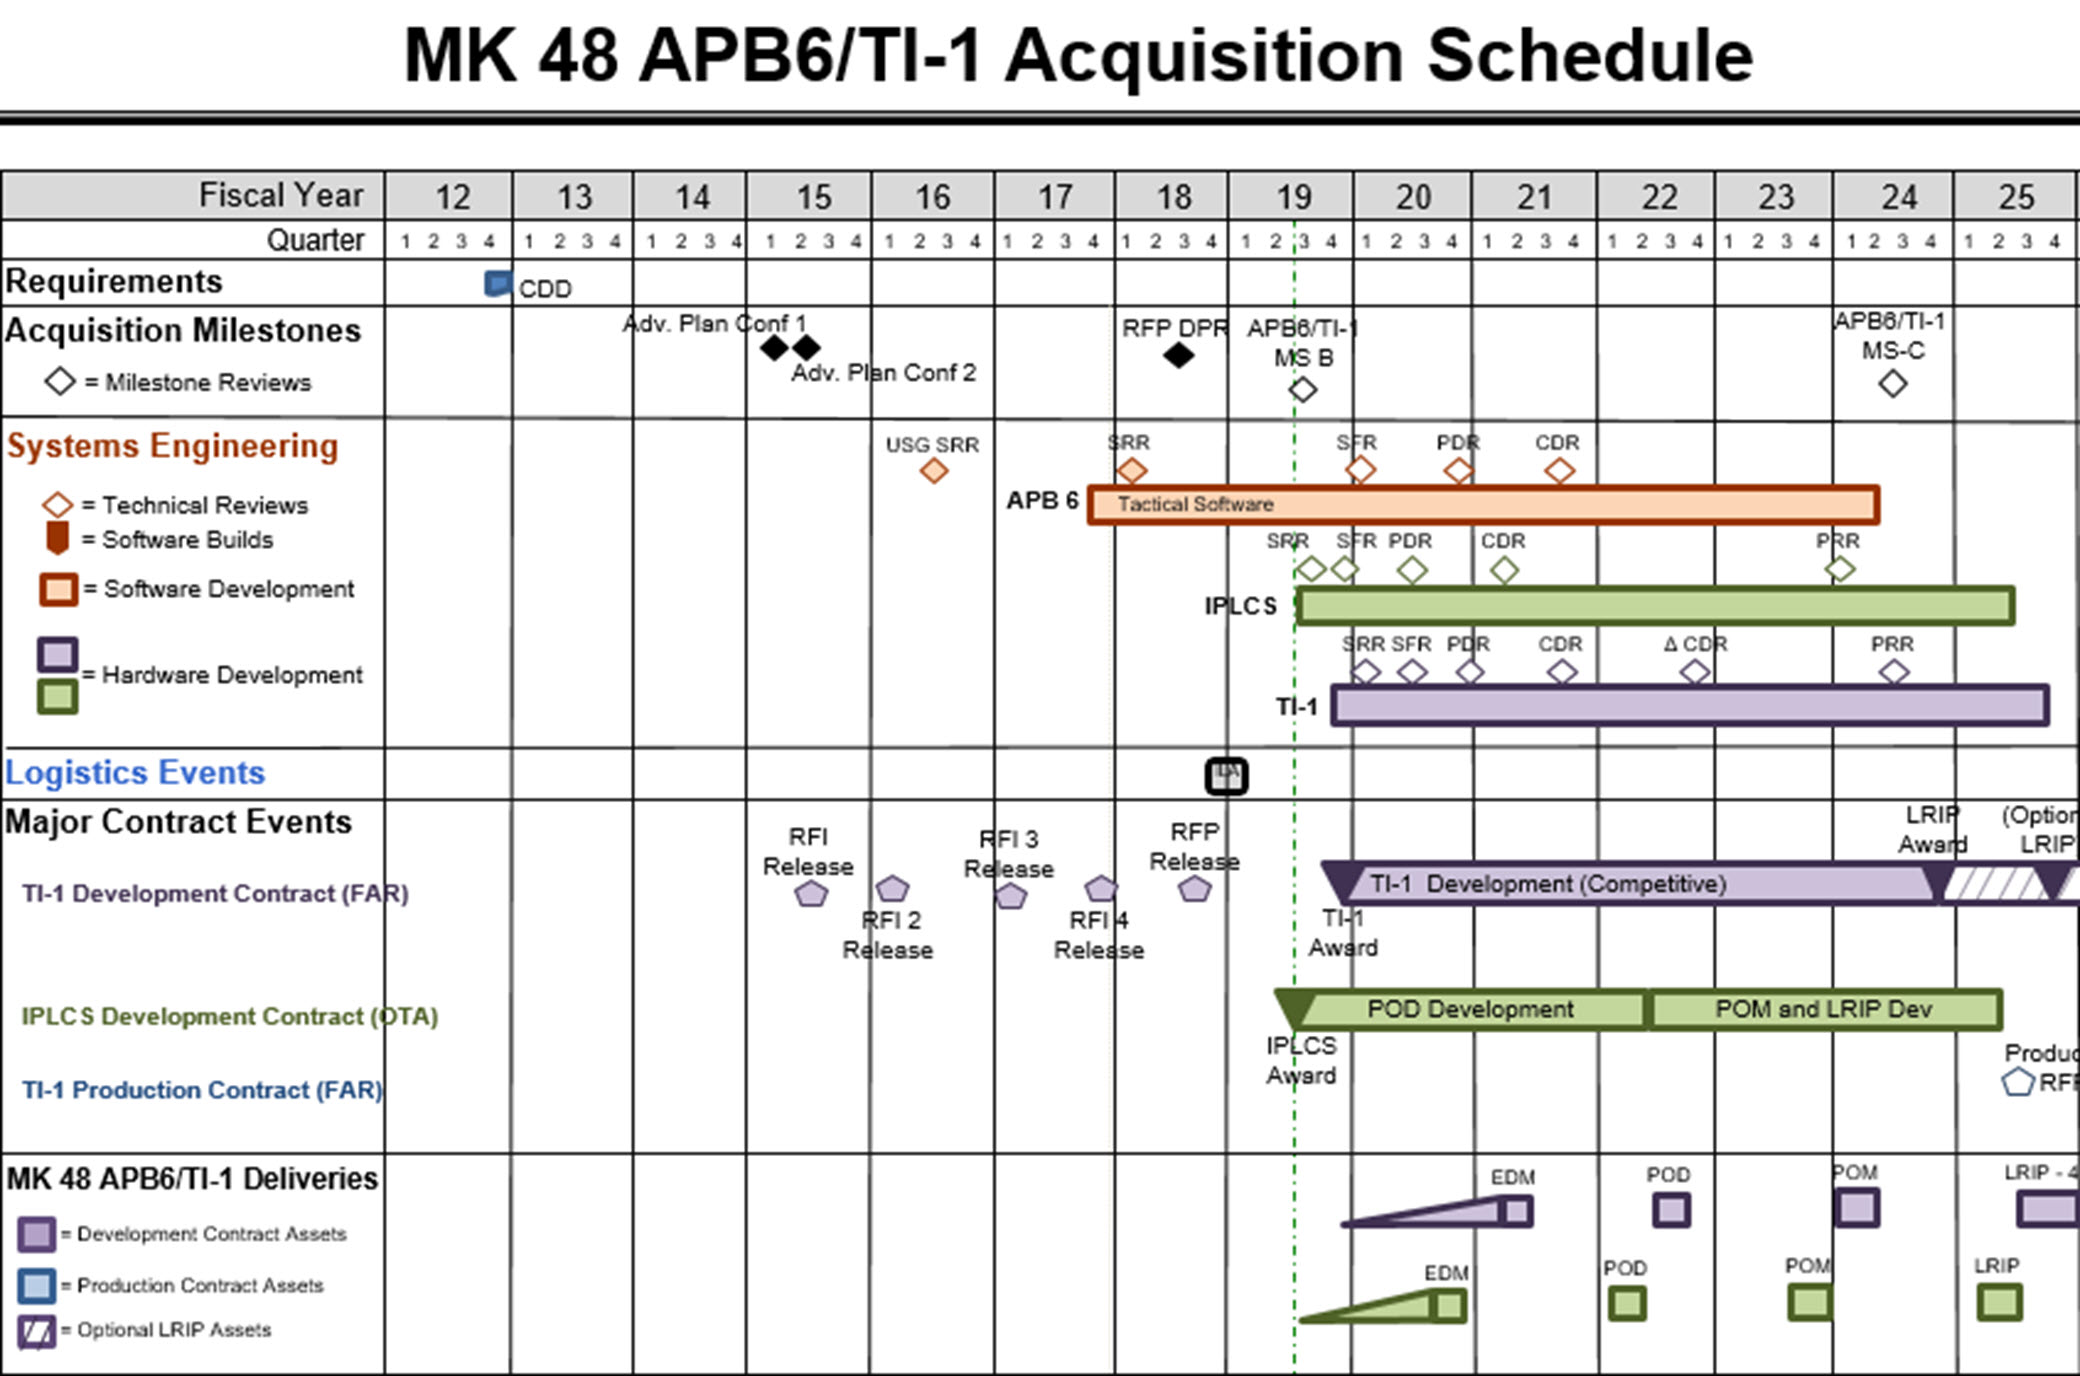 MK 48 APB6/TI-1 Acquisition Schedule
Fiscal Year 12 13 14 15 16 17 18 19 20 21 22 23 24 25
Quarter 1 2 3 4 1 2 3 4 1 2 3 4 1 2 3 4 1 2 3 4 1 2 3 4 1 2 3 4 1 2 3 4 1 2 3 4 1 2 3 4 1 2 3 4 1 2 3 4 1 2 3 4 1 2 3 4
Requirements
CDD
Acquisition Milestones
= Milestone Reviews
Adv. Plan Conf 1
Adv. Plan Conf 2
RFP DPR
APB6/TI-1
MS B
APB6/TI-1
MS-C
Systems Engineering
= Technical Reviews
= Software Builds
= Software Development
= Hardware Development
USG SRR
SRR
SFR
PDR
CDR
APB 6
Tactical Software
SRR
SFR
PDR
CDR
PRR
IPLCS
SRR
SFR
PDR
CDR
Δ CDR
PRR
TI-1
Logistics Events
ILA
Major Contract Events
TI-1 Development Contract (FAR)
RFI
Release
RFI 2
Release
RFI 3
Release
RFI 4
Release
RFP
Release
TI-1 Development (Competitive)
TI-1
Award
LRIP
Award
(Option
LRIP
IPLCS Development Contract (OTA)
POD Development
POM and LRIP Dev
IPLCS
Award
TI-1 Production Contract (FAR)
Produc
RFP
MK 48 APB6/TI-1 Deliveries
= Development Contract Assets
= Production Contract Assets
= Optional LRIP Assets
EDM
POD
POM
LRIP - 4
EDM
POD
POM
LRIP